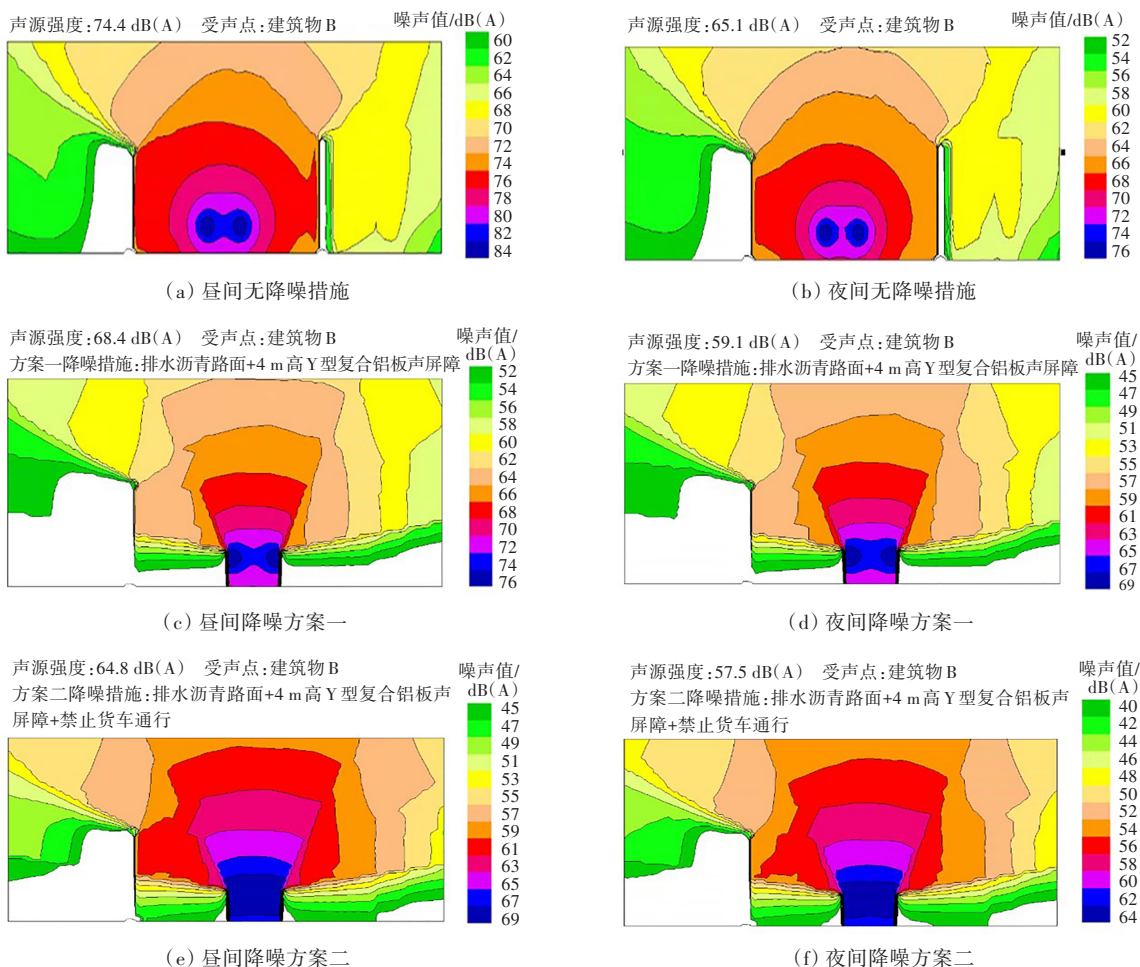 声源强度:74.4 dB(A) 受声点:建筑物 B
噪声值/dB(A)
60
62
64
66
68
70
72
74
76
78
80
82
84
(a) 昼间无降噪措施
声源强度:65.1 dB(A) 受声点:建筑物 B
噪声值/dB(A)
52
54
56
58
60
62
64
66
68
70
72
74
76
(b) 夜间无降噪措施
声源强度:68.4 dB(A) 受声点:建筑物 B
方案一降噪措施:排水沥青路面+4 m 高 Y 型复合铝板声屏障
噪声值/
dB(A)
52
54
56
58
60
62
64
66
68
70
72
74
76
(c) 昼间降噪方案一
声源强度:59.1 dB(A) 受声点:建筑物 B
方案一降噪措施:排水沥青路面+4 m 高 Y 型复合铝板声屏障
噪声值/
dB(A)
45
47
49
51
53
55
57
59
61
63
65
67
69
(d) 夜间降噪方案一
声源强度:64.8 dB(A) 受声点:建筑物 B
方案二降噪措施:排水沥青路面+4 m 高 Y 型复合铝板声
屏障+禁止货车通行
噪声值/
dB(A)
45
47
49
51
53
55
57
59
61
63
65
67
69
(e) 昼间降噪方案二
声源强度:57.5 dB(A) 受声点:建筑物 B
方案二降噪措施:排水沥青路面+4 m 高 Y 型复合铝板声
屏障+禁止货车通行
噪声值/
dB(A)
40
42
44
46
48
50
52
54
56
58
60
62
64
(f) 夜间降噪方案二